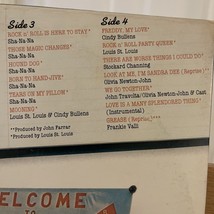 Side 3
ROCK n' ROLL IS HERE TO STAY*
Sha-Na-Na
THOSE MAGIC CHANGES*
Sha-Na-Na
HOUND DOG*
Sha-Na-Na
BORN TO HAND-JIVE*
Sha-Na-Na
TEARS ON MY PILLOW*
Sha-Na-Na
MOONING*
Louis St. Louis & Cindy Bullens
**Produced by John Farrar
*Produced by Louis St. Louis
Side 4
FREDDY, MY LOVE*
Cindy Bullens
ROCK n' ROLL PARTY QUEEN*
Louis St. Louis
THERE ARE WORSE THINGS I COULD DO*
Stockard Channing
LOOK AT ME, I'M SANDRA DEE (Reprise)*
Olivia Newton-John
WE GO TOGETHER*
John Travolta/Olivia Newton-John & Cast
LOVE IS A MANY SPLENDORED THING*
(Instrumental)
GREASE (Reprise)
Frankie Valli
WELCOME
TO